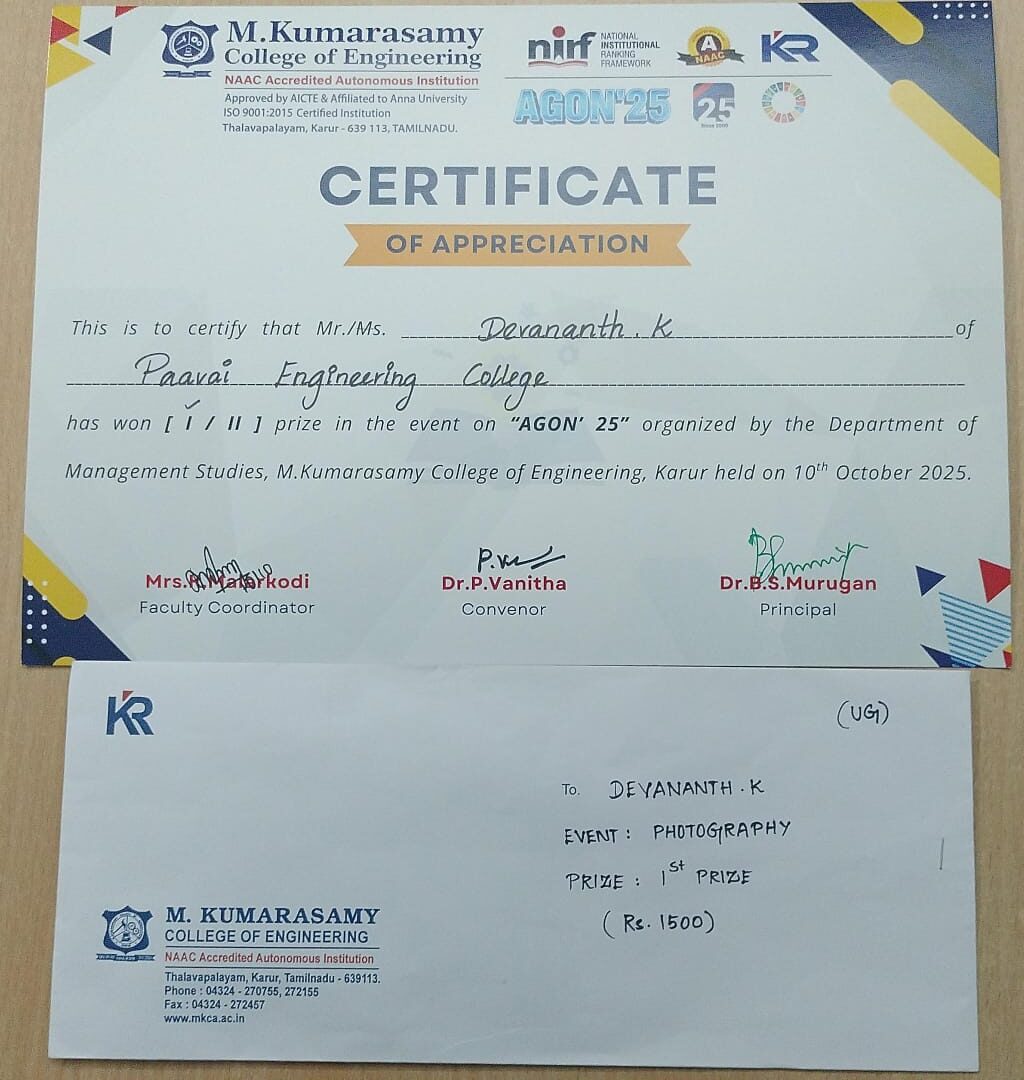 M.Kumarasamy
College of Engineering
NAAC Accredited Autonomous Institution
Approved by AICTE & Affiliated to Anna University
ISO 9001:2015 Certified Institution
Thalavapalayam, Karur - 639 113, TAMILNADU.
nirf NATIONAL INSTITUTIONAL RANKING FRAMEWORK
A NAAC
KR
AGON'25
25
Since 2000
CERTIFICATE
OF APPRECIATION
This is to certify that Mr./Ms. Devananth . K of
Paavai Engineering College
has won [ I / II ] prize in the event on “AGON’ 25” organized by the Department of
Management Studies, M.Kumarasamy College of Engineering, Karur held on 10th October 2025.
Mrs. Malarkodi
Faculty Coordinator
Dr.P.Vanitha
Convenor
Dr.B.S.Murugan
Principal
KR
(UG)
To. DEVANANTH . K
EVENT : PHOTOGRAPHY
PRIZE : 1st PRIZE
( Rs. 1500)
M. KUMARASAMY
COLLEGE OF ENGINEERING
NAAC Accredited Autonomous Institution
Thalavapalayam, Karur, Tamilnadu - 639113.
Phone : 04324 - 270755, 272155
Fax : 04324 - 272457
www.mkca.ac.in